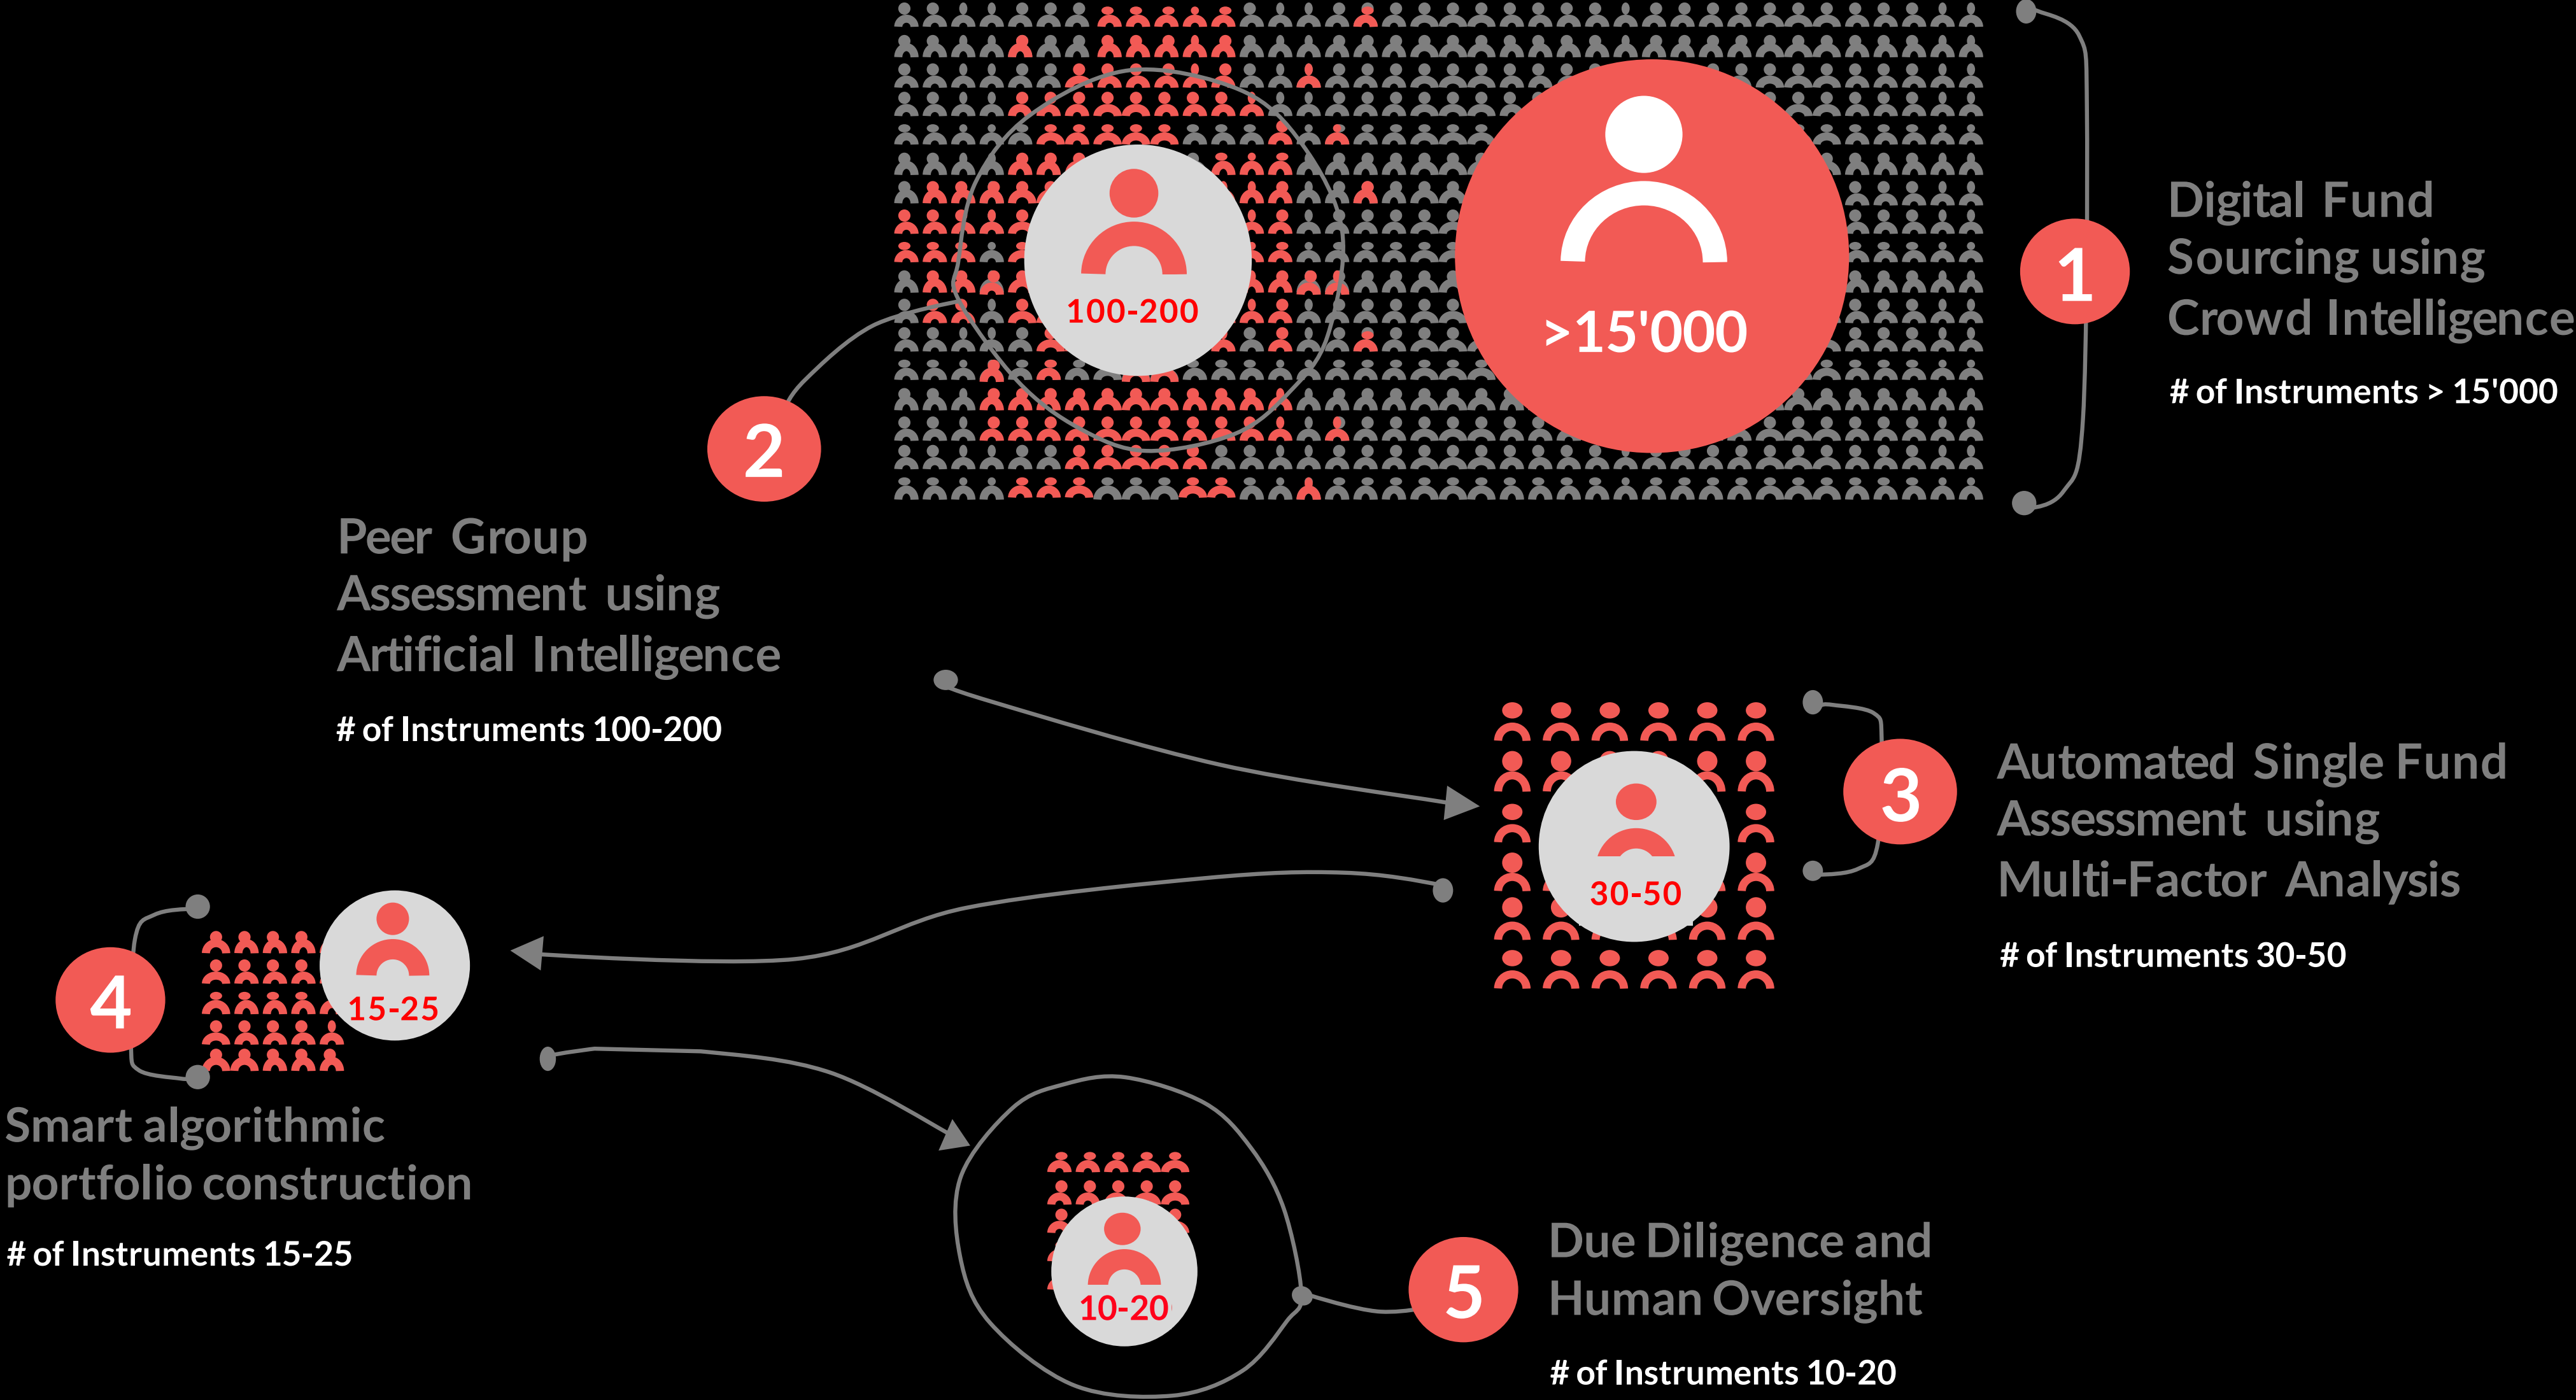 100-200
>15'000
1
Digital Fund
Sourcing using
Crowd Intelligence
# of Instruments > 15'000
2
Peer Group
Assessment using
Artificial Intelligence
# of Instruments 100-200
30-50
3
Automated Single Fund
Assessment using
Multi-Factor Analysis
# of Instruments 30-50
4
15-25
Smart algorithmic
portfolio construction
# of Instruments 15-25
10-20
5
Due Diligence and
Human Oversight
# of Instruments 10-20